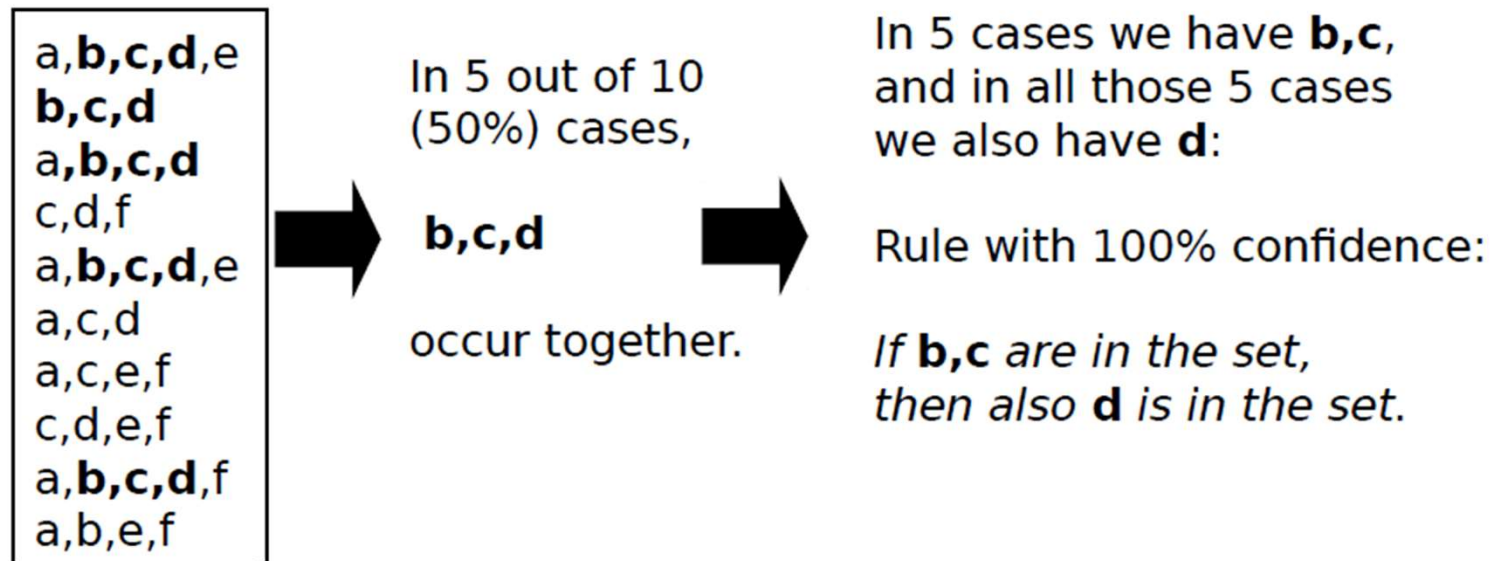 a,b,c,d,e
b,c,d
a,b,c,d
c,d,f
a,b,c,d,e
a,c,d
a,c,e,f
c,d,e,f
a,b,c,d,f
a,b,e,f
In 5 out of 10
(50%) cases,
b,c,d
occur together.
In 5 cases we have b,c,
and in all those 5 cases
we also have d:
Rule with 100% confidence:
If b,c are in the set,
then also d is in the set.